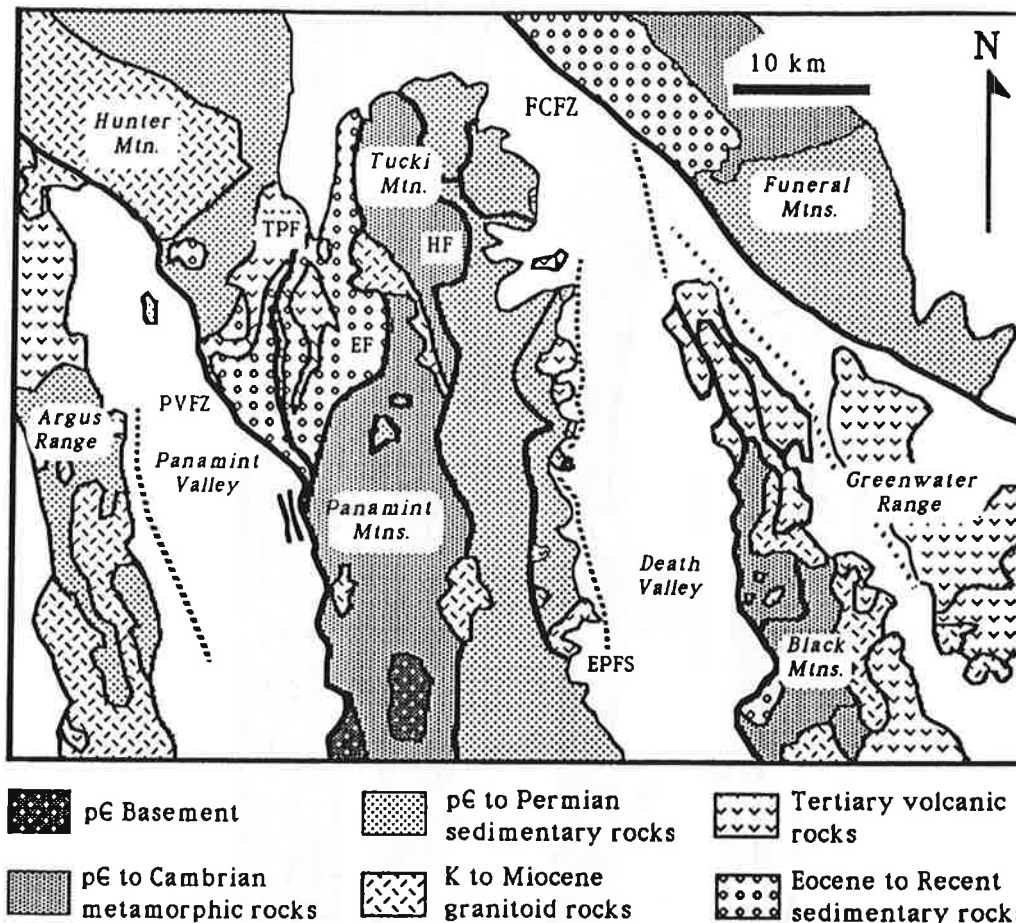 N
10 km
FCFZ
Hunter
Mtn.
Tucki
Mtn.
Funeral
Mtns.
TPF
HF
EF
PVFZ
Argus
Range
Panamint
Valley
Panamint
Mtns.
Greenwater
Range
Death
Valley
Black
Mtns.
EPFS
pЄ Basement
pЄ to Permian
sedimentary rocks
Tertiary volcanic
rocks
pЄ to Cambrian
metamorphic rocks
K to Miocene
granitoid rocks
Eocene to Recent
sedimentary rock